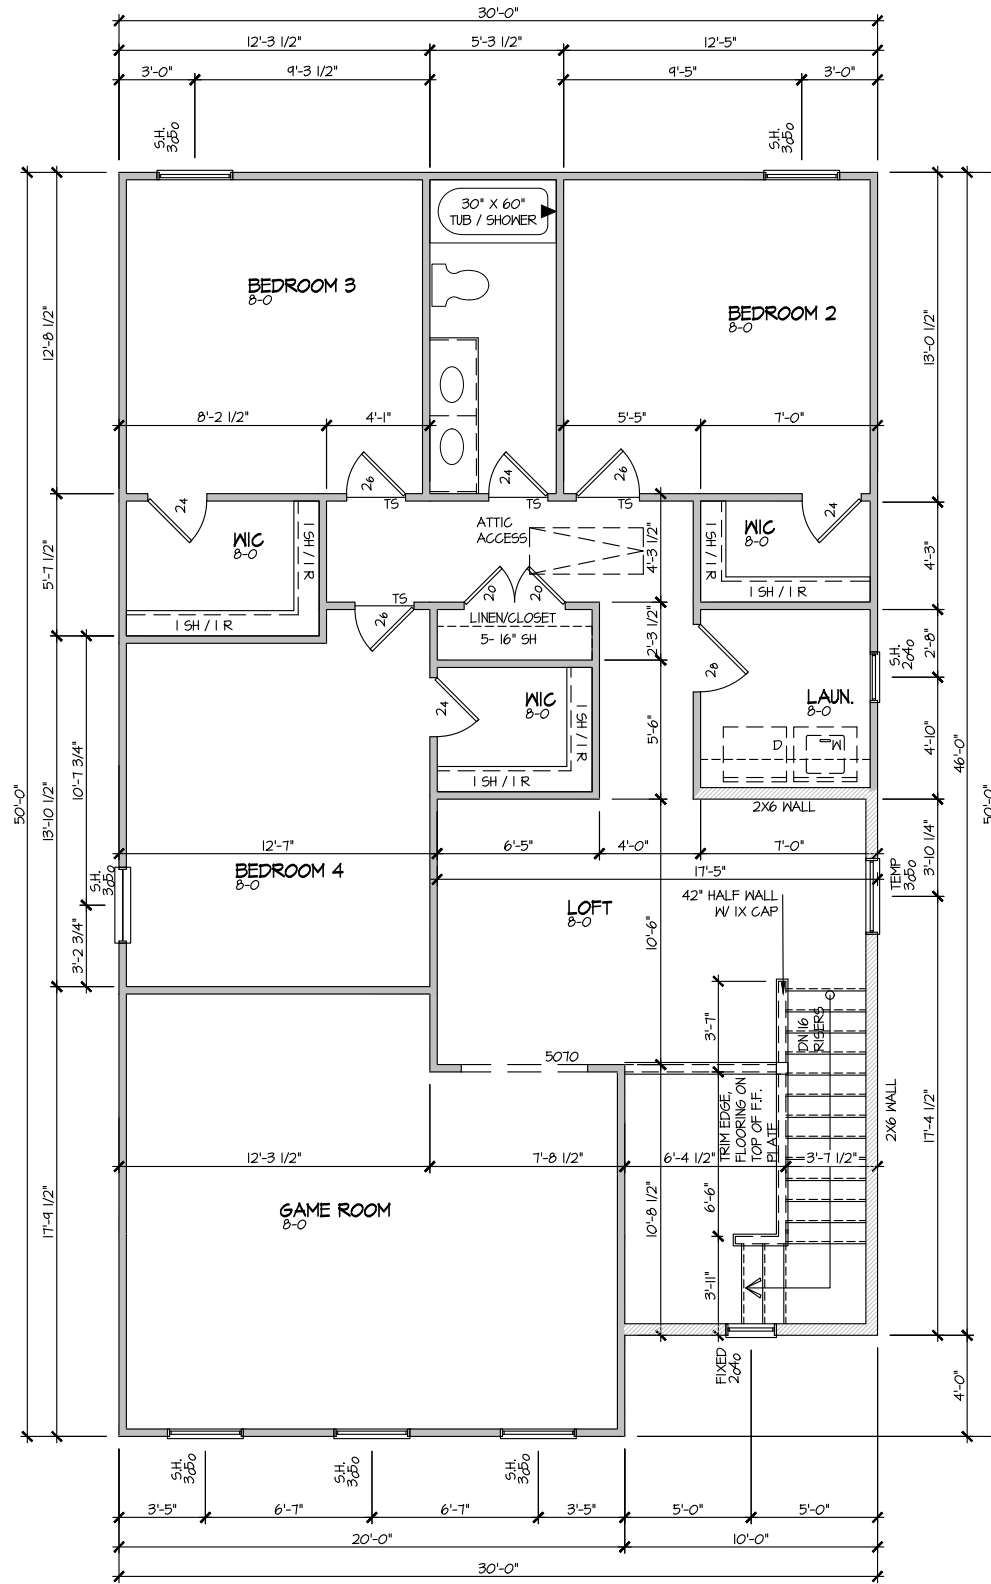 30'-0"
12'-3 1/2"
5'-3 1/2"
12'-5"
3'-0"
9'-3 1/2"
9'-5"
3'-0"
S.H.
3050
S.H.
3050
30" X 60"
TUB / SHOWER
BEDROOM 3
8-0
BEDROOM 2
8-0
12'-8 1/2"
13'-0 1/2"
8'-2 1/2"
4'-1"
5'-5"
7'-0"
24
26
24
26
24
TS
TS
TS
WIC
8-0
1 SH / 1 R
1 SH / 1 R
ATTIC
ACCESS
4'-3 1/2"
WIC
8-0
1 SH / 1 R
1 SH / 1 R
5'-7 1/2"
4'-3"
TS
26
20
20
LINEN/CLOSET
5- 16" SH
2'-3 1/2"
28
2'-8"
S.H.
2040
24
WIC
8-0
1 SH / 1 R
1 SH / 1 R
5'-6"
LAUN.
8-0
D
W
4'-10"
46'-0"
50'-0"
50'-0"
10'-7 3/4"
13'-10 1/2"
2X6 WALL
12'-7"
6'-5"
4'-0"
7'-0"
17'-5"
3'-10 1/4"
TEMP
3050
S.H.
3050
BEDROOM 4
8-0
3'-2 3/4"
LOFT
8-0
42" HALF WALL
W/ 1X CAP
10'-6"
3'-7"
DN 16
RISERS
5070
TRIM EDGE,
FLOORING ON
TOP OF F.F.
PLATE
2X6 WALL
17'-4 1/2"
12'-3 1/2"
7'-8 1/2"
6'-4 1/2"
3'-7 1/2"
17'-9 1/2"
GAME ROOM
8-0
10'-8 1/2"
6'-6"
3'-11"
FIXED
2040
4'-0"
S.H.
3050
S.H.
3050
S.H.
3050
3'-5"
6'-7"
6'-7"
3'-5"
5'-0"
5'-0"
20'-0"
10'-0"
30'-0"